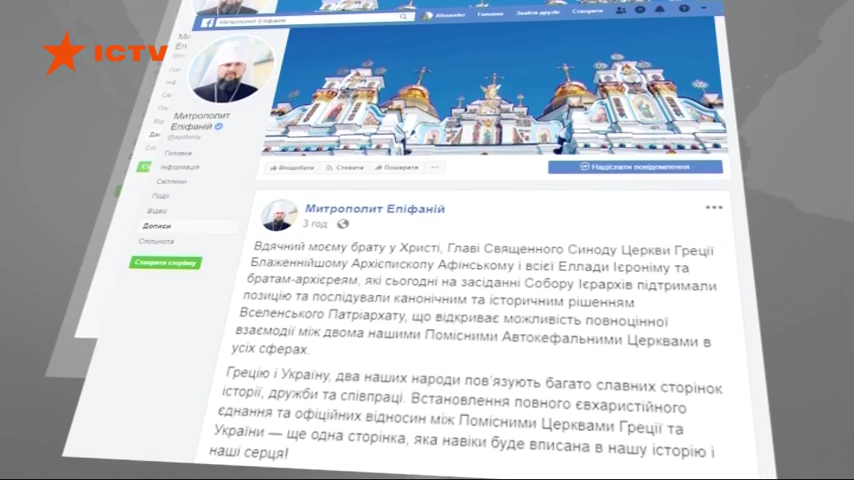 ICTV
Митрополит Епіфаній
Alexander Головна Знайти друзів Створити
Митрополит
Епіфаній
Головна
Інформація
Світлини
Події
Відео
Дописи
Спільнота
Створити сторінку
Вподобати Стежити Поширити ...
Надіслати повідомлення
Митрополит Епіфаній
3 год
Вдячний моєму брату у Христі, Главі Священного Синоду Церкви Греції
Блаженнійшому Архієпископу Афінському і всієї Еллади Ієроніму та
братам-архієреям, які сьогодні на засіданні Собору Ієрархів підтримали
позицію та послідували канонічним та історичним рішенням
Вселенського Патріархату, що відкриває можливість повноцінної
взаємодії між двома нашими Помісними Автокефальними Церквами в
усіх сферах.
Грецію і Україну, два наших народи пов'язують багато славних сторінок
історії, дружби та співпраці. Встановлення повного євхаристійного
єднання та офіційних відносин між Помісними Церквами Греції та
України — ще одна сторінка, яка навіки буде вписана в нашу історію і
наші серця!